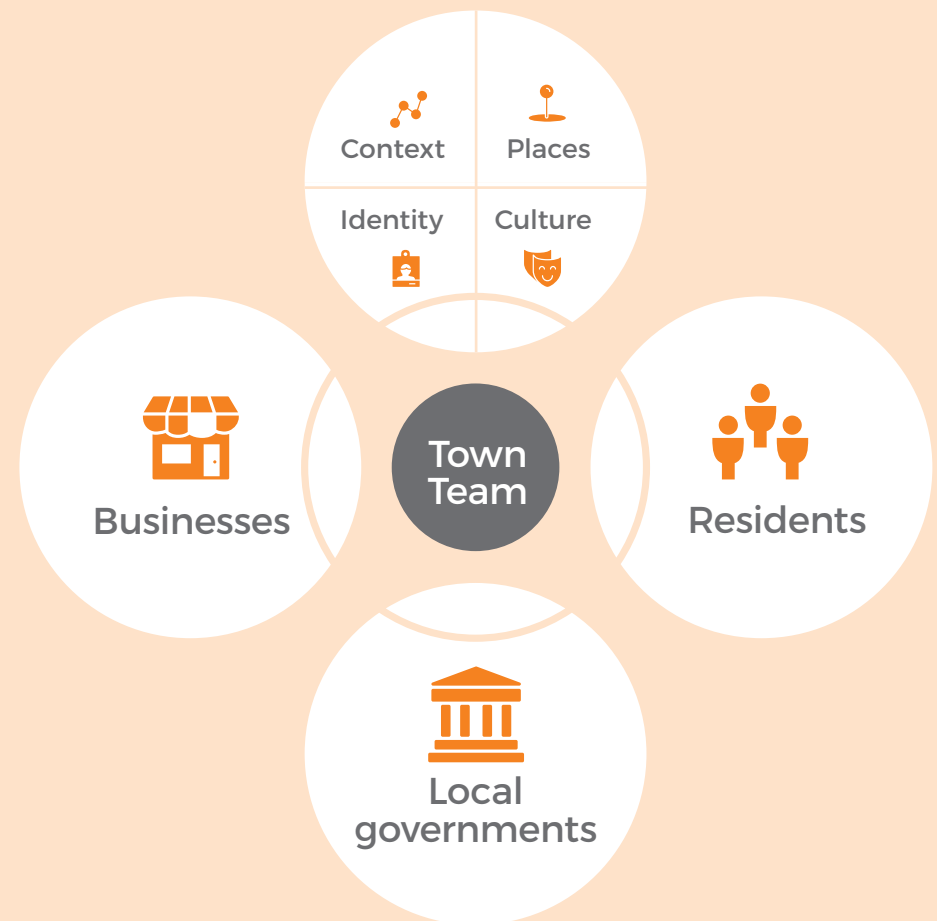 Context
Places
Identity
Culture
Businesses
Town
Team
Residents
Local
governments